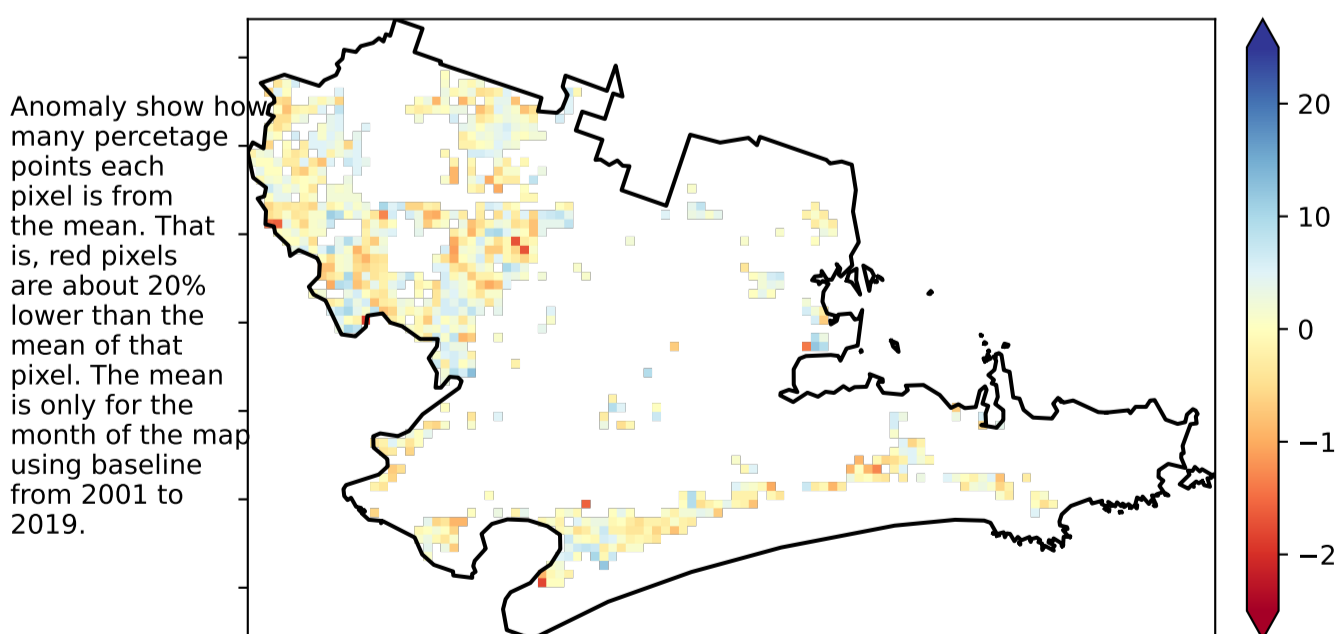 Anomaly show how
many percetage
points each
pixel is from
the mean. That
is, red pixels
are about 20%
lower than the
mean of that
pixel. The mean
is only for the
month of the map
using baseline
from 2001 to
2019.
20
10
0
−1
−2